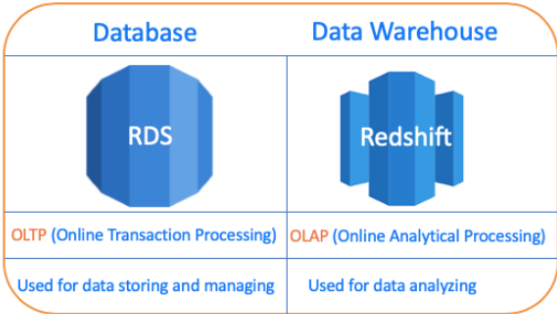 Database
Data Warehouse
RDS
Redshift
OLTP (Online Transaction Processing)
OLAP (Online Analytical Processing)
Used for data storing and managing
Used for data analyzing